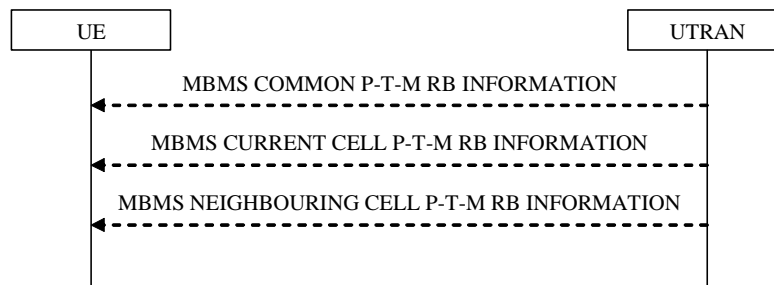 UE
UTRAN
MBMS COMMON P-T-M RB INFORMATION
MBMS CURRENT CELL P-T-M RB INFORMATION
MBMS NEIGHBOURING CELL P-T-M RB INFORMATION